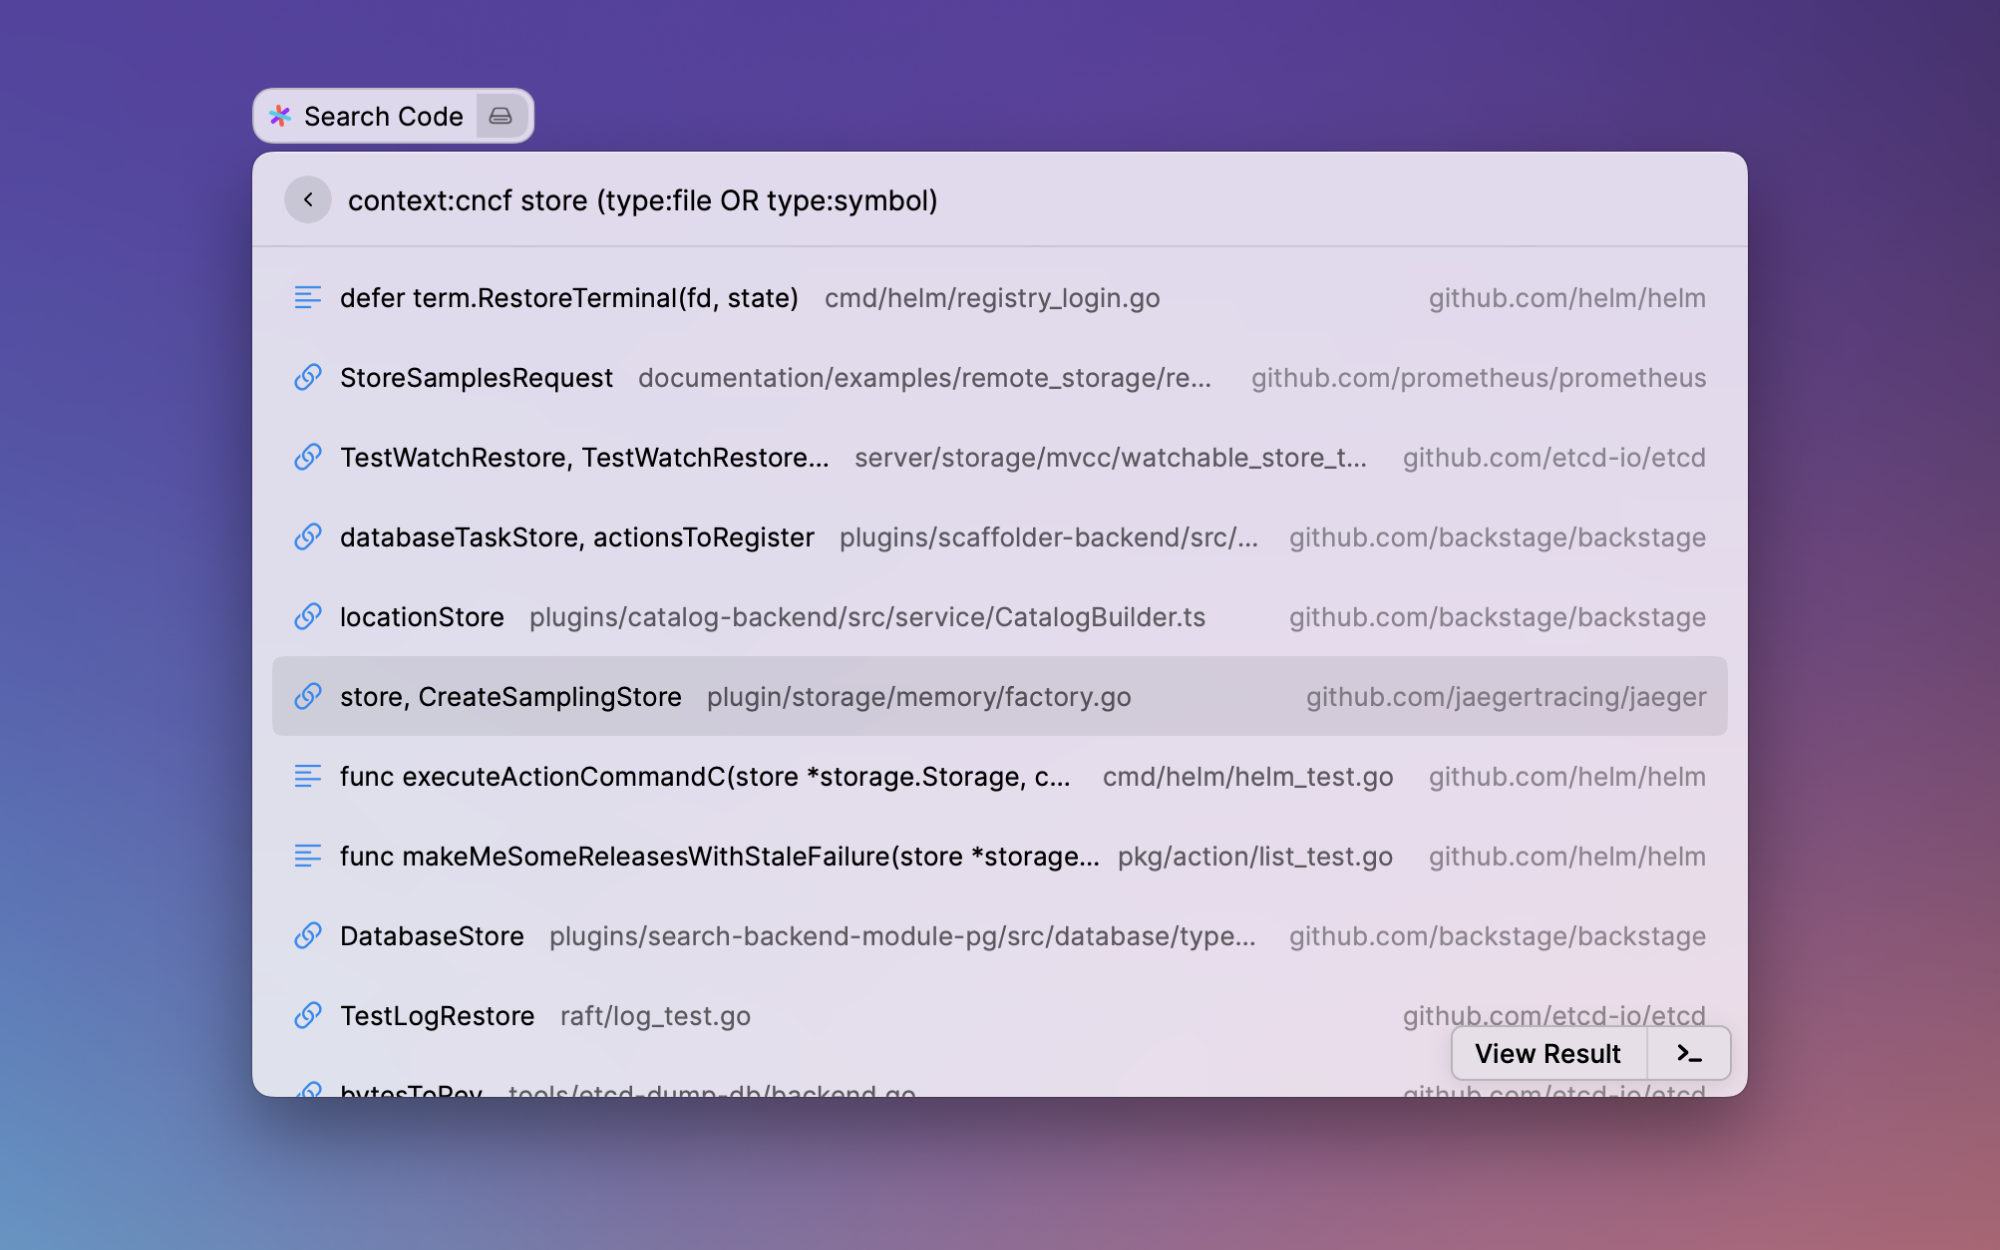 Search Code
context:cncf store (type:file OR type:symbol)
defer term.RestoreTerminal(fd, state) cmd/helm/registry_login.go github.com/helm/helm
StoreSamplesRequest documentation/examples/remote_storage/re... github.com/prometheus/prometheus
TestWatchRestore, TestWatchRestore... server/storage/mvcc/watchable_store_t... github.com/etcd-io/etcd
databaseTaskStore, actionsToRegister plugins/scaffolder-backend/src/... github.com/backstage/backstage
locationStore plugins/catalog-backend/src/service/CatalogBuilder.ts github.com/backstage/backstage
store, CreateSamplingStore plugin/storage/memory/factory.go github.com/jaegertracing/jaeger
func executeActionCommandC(store *storage.Storage, c... cmd/helm/helm_test.go github.com/helm/helm
func makeMeSomeReleasesWithStaleFailure(store *storage... pkg/action/list_test.go github.com/helm/helm
DatabaseStore plugins/search-backend-module-pg/src/database/type... github.com/backstage/backstage
TestLogRestore raft/log_test.go github.com/etcd-io/etcd
View Result >_
bytesToRev tools/etcd-dump-db/backend.go github.com/etcd-io/etcd